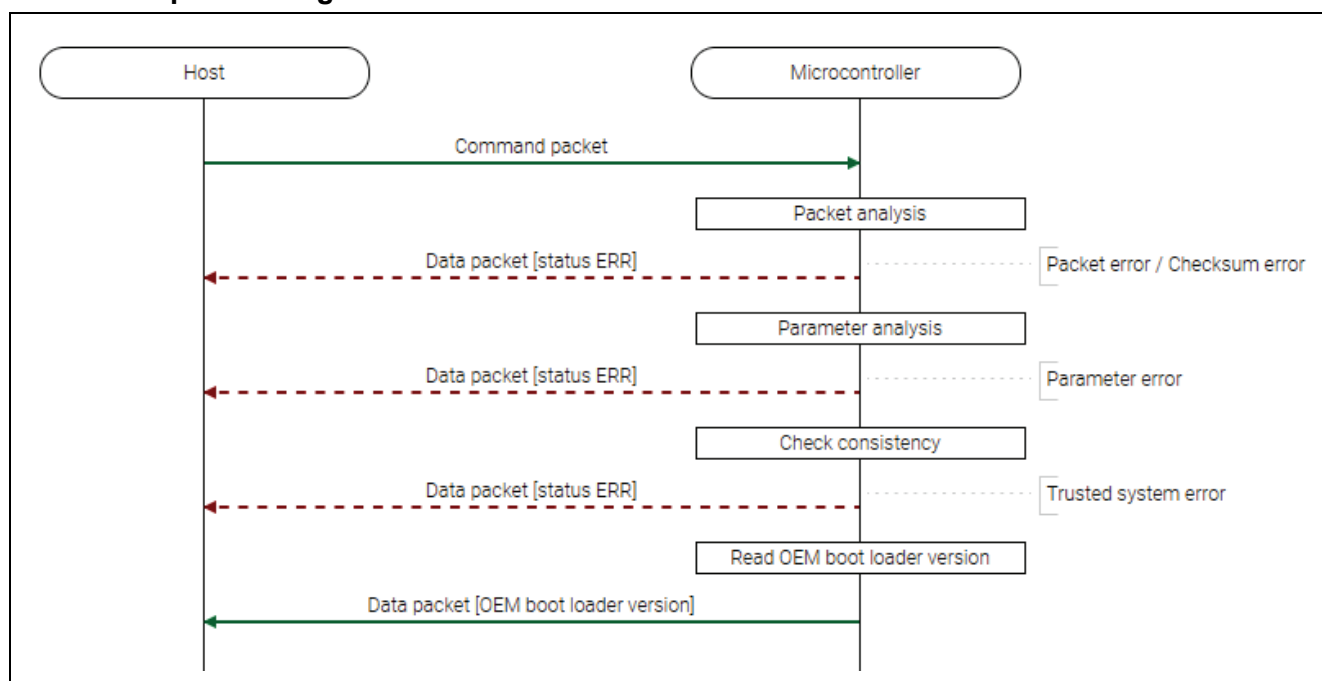 Host
Microcontroller
Command packet
Packet analysis
Data packet [status ERR]
Packet error / Checksum error
Parameter analysis
Data packet [status ERR]
Parameter error
Check consistency
Data packet [status ERR]
Trusted system error
Read OEM boot loader version
Data packet [OEM boot loader version]